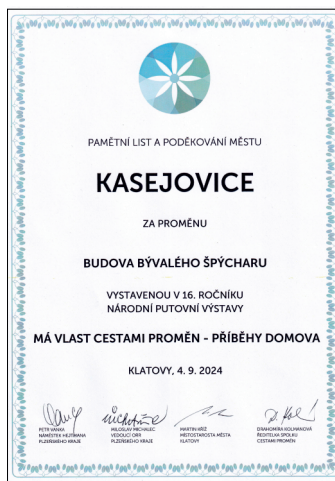 PAMĚTNÍ LIST A PODĚKOVÁNÍ MĚSTU
KASEJOVICE
ZA PROMĚNU
BUDOVA BÝVALÉHO ŠPÝCHARU
VYSTAVENOU V 16. ROČNÍKU
NÁRODNÍ PUTOVNÍ VÝSTAVY
MÁ VLAST CESTAMI PROMĚN - PŘÍBĚHY DOMOVA
KLATOVY, 4. 9. 2024
PETR VANKA
NÁMĚSTEK HEJTMANA
PLZEŇSKÉHO KRAJE
MILOSLAV MICHALEC
VEDOUCÍ ORR
PLZEŇSKÉHO KRAJE
MARTIN KŘÍŽ
MÍSTOSTAROSTA MĚSTA
KLATOVY
DRAHOMÍRA KOLMANOVÁ
ŘEDITELKA SPOLKU
CESTAMI PROMĚN